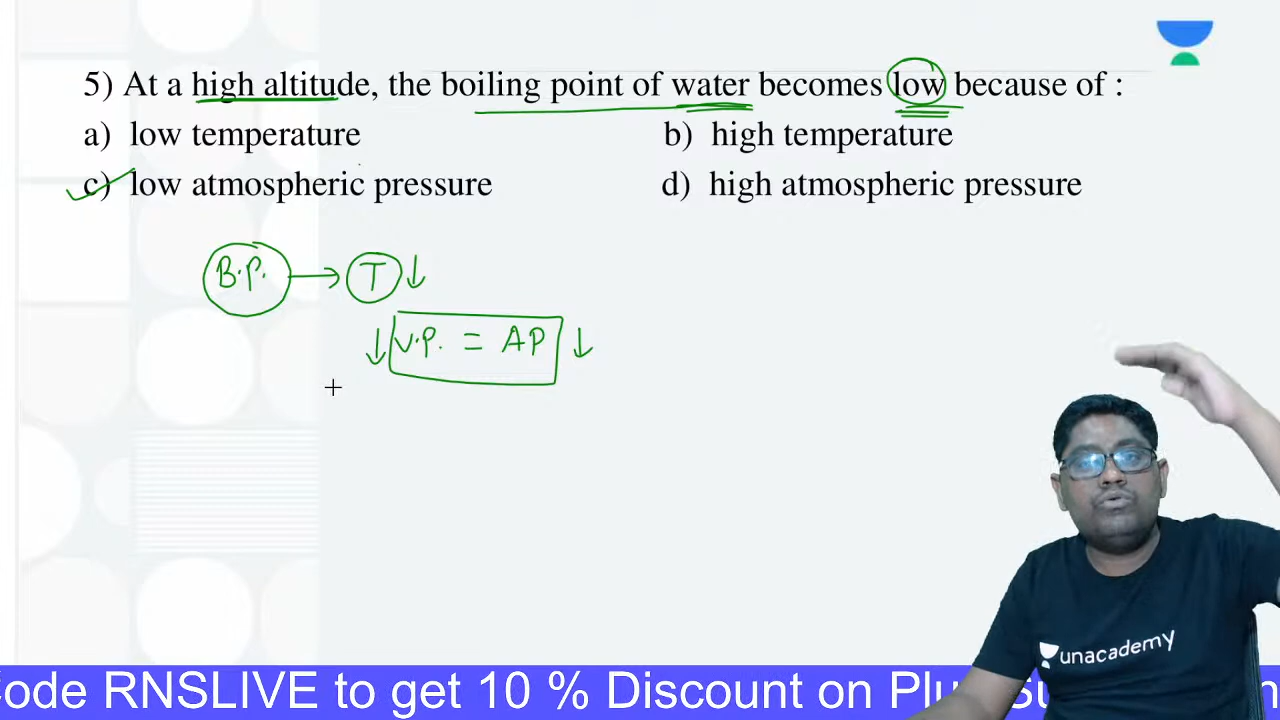 5) At a high altitude, the boiling point of water becomes low because of :
a) low temperature
b) high temperature
c) low atmospheric pressure
d) high atmospheric pressure
B.P. → T ↓
↓ V.P. = AP ↓
unacademy
Code RNSLIVE to get 10 % Discount on